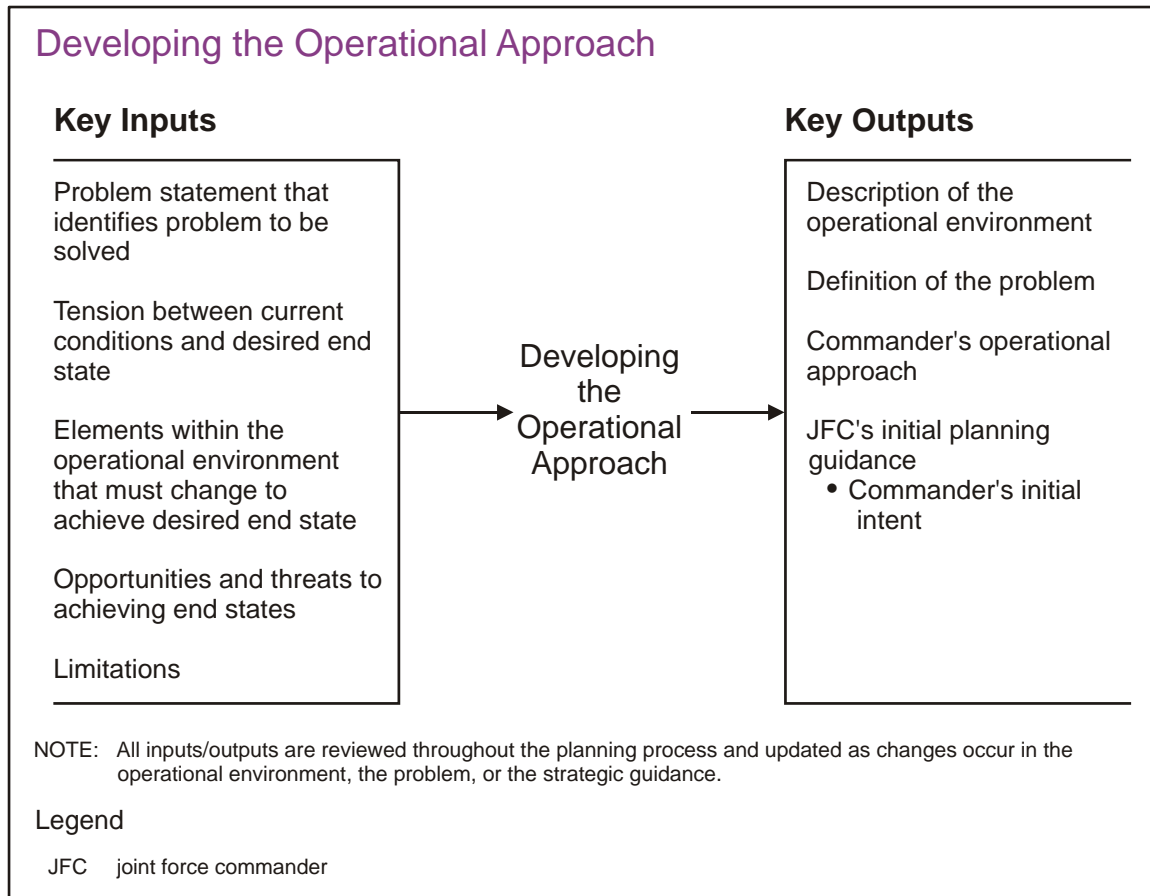 Developing the Operational Approach
Key Inputs
Problem statement that
identifies problem to be
solved
Tension between current
conditions and desired end
state
Elements within the
operational environment
that must change to
achieve desired end state
Opportunities and threats to
achieving end states
Limitations
Developing
the
Operational
Approach
Key Outputs
Description of the
operational environment
Definition of the problem
Commander's operational
approach
JFC's initial planning
guidance
• Commander's initial
intent
NOTE: All inputs/outputs are reviewed throughout the planning process and updated as changes occur in the
operational environment, the problem, or the strategic guidance.
Legend
JFC joint force commander